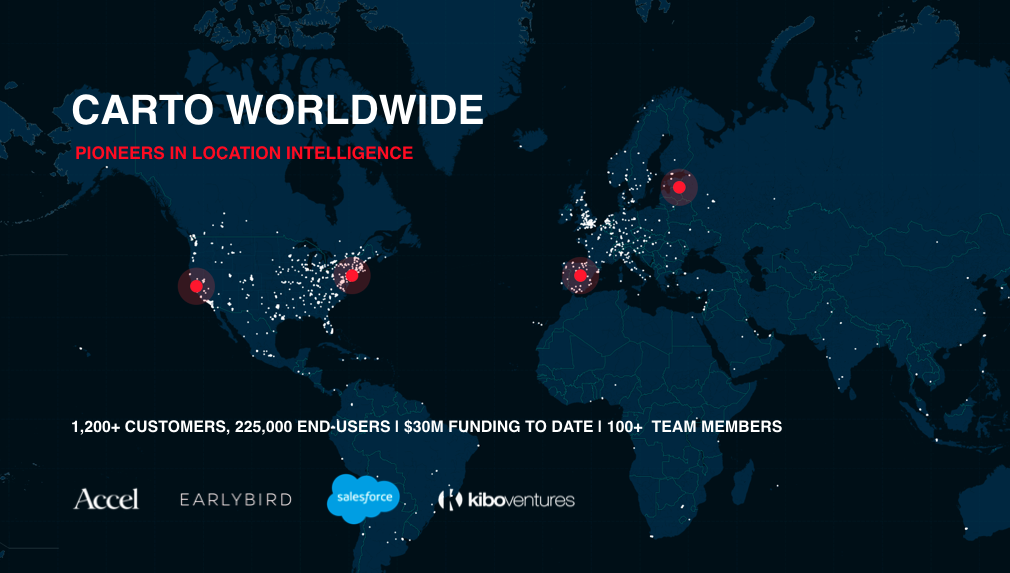 CARTO WORLDWIDE
PIONEERS IN LOCATION INTELLIGENCE
1,200+ CUSTOMERS, 225,000 END-USERS | $30M FUNDING TO DATE | 100+ TEAM MEMBERS
Accel EARLYBIRD salesforce kiboventures